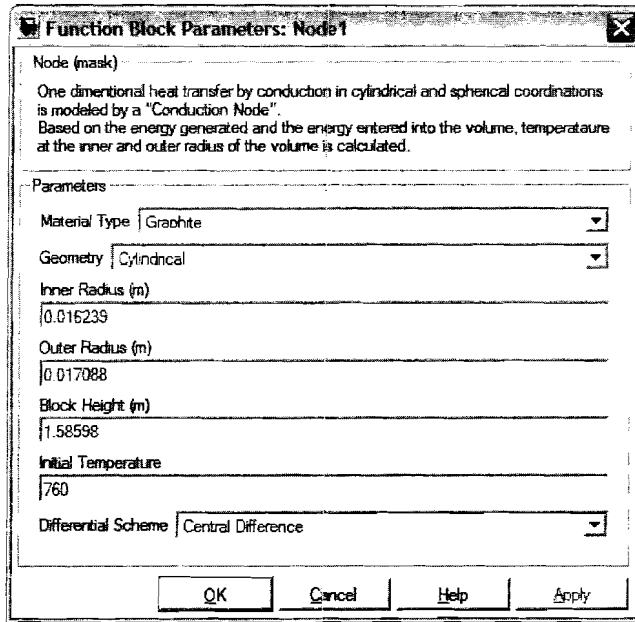 Function Block Parameters: Node1
Node (mask)
One dimentional heat transfer by conduction in cylindrical and spherical coordinations
is modeled by a "Conduction Node".
Based on the energy generated and the energy entered into the volume, temperataure
at the inner and outer radius of the volume is calculated.
Parameters
Material Type Graphite
Geometry Cylindrical
Inner Radius (m)
0.016239
Outer Radius (m)
0.017088
Block Height (m)
1.58598
Initial Temperature
760
Differential Scheme Central Difference
OK Cancel Help Apply